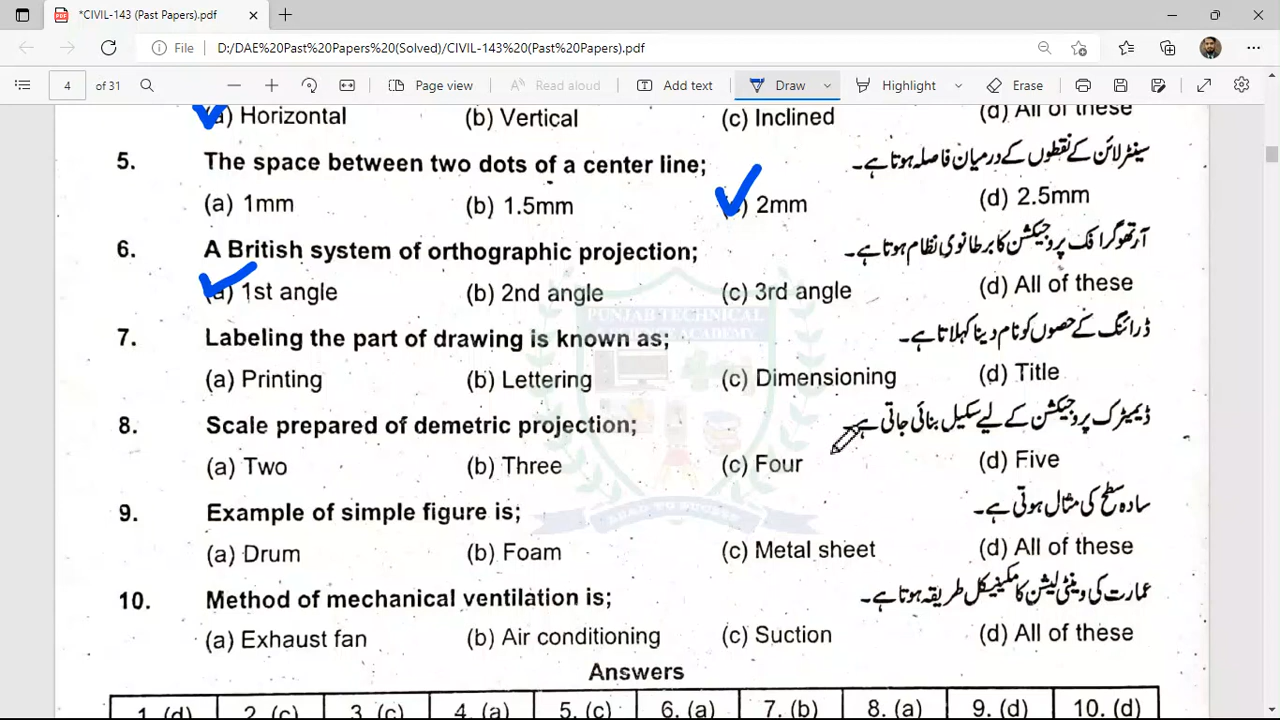 *CIVIL-143 (Past Papers).pdf
File D:/DAE%20Past%20Papers%20(Solved)/CIVIL-143%20(Past%20Papers).pdf
4 of 31 Page view Read aloud Add text Draw Highlight Erase
(a) Horizontal (b) Vertical (c) Inclined (d) All of these
5. The space between two dots of a center line; سینٹر لائن کے نقطوں کے درمیان فاصلہ ہوتا ہے۔
(a) 1mm (b) 1.5mm (c) 2mm (d) 2.5mm
6. A British system of orthographic projection; آرتھوگرافک پروجیکشن کا برطانوی نظام ہوتا ہے۔
(a) 1st angle (b) 2nd angle (c) 3rd angle (d) All of these
PUNJAB TECHNICAL
& SCIENCE ACADEMY
7. Labeling the part of drawing is known as; ڈرائنگ کے حصوں کو نام دینا کہلاتا ہے۔
(a) Printing (b) Lettering (c) Dimensioning (d) Title
8. Scale prepared of demetric projection; ڈیمیٹرک پروجیکشن کے لیے سکیل بنائی جاتی ہے
(a) Two (b) Three (c) Four (d) Five
9. Example of simple figure is; سادہ سطح کی مثال ہوتی ہے۔
(a) Drum (b) Foam (c) Metal sheet (d) All of these
10. Method of mechanical ventilation is; عمارت کی وینٹی لیشن کا مکینیکل طریقہ ہوتا ہے۔
(a) Exhaust fan (b) Air conditioning (c) Suction (d) All of these
Answers
1. (d) 2. (c) 3. (c) 4. (a) 5. (c) 6. (a) 7. (b) 8. (a) 9. (d) 10. (d)